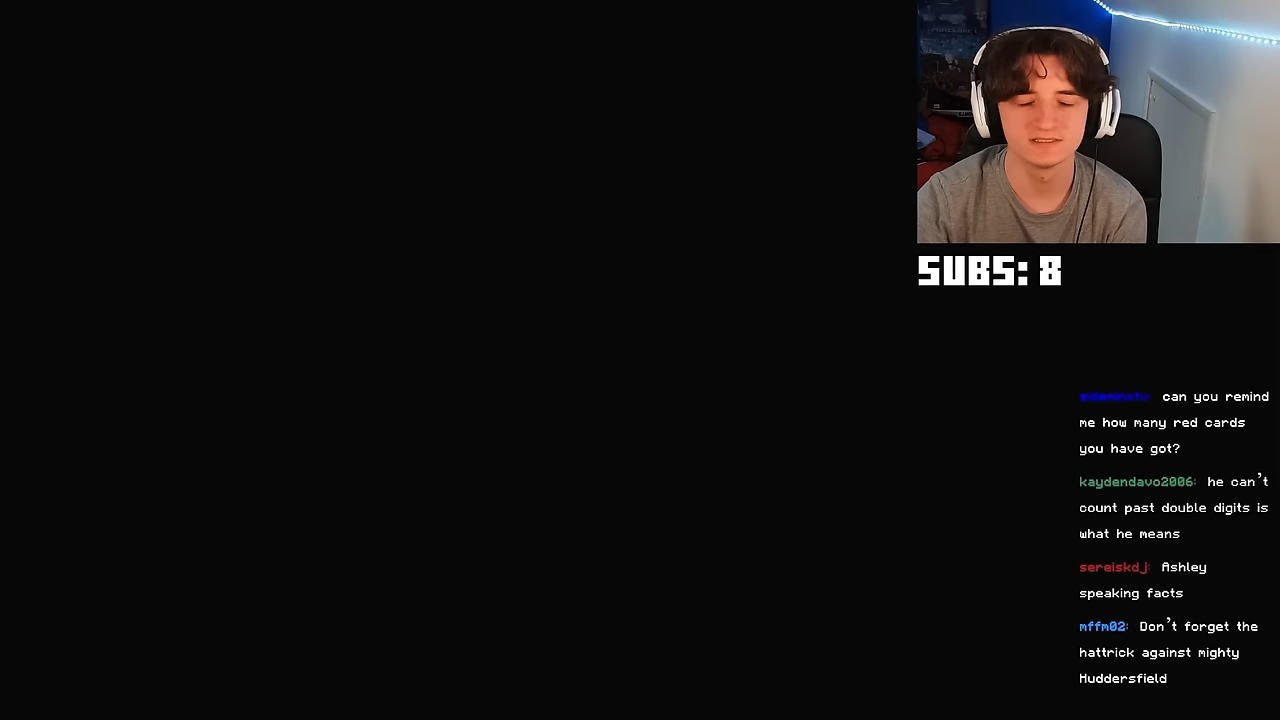 SUBS: 8
can you remind
me how many red cards
you have got?
kaydendavo2006: he can't
count past double digits is
what he means
sereiskdj: Ashley
speaking facts
mffm02: Don't forget the
hattrick against mighty
Huddersfield